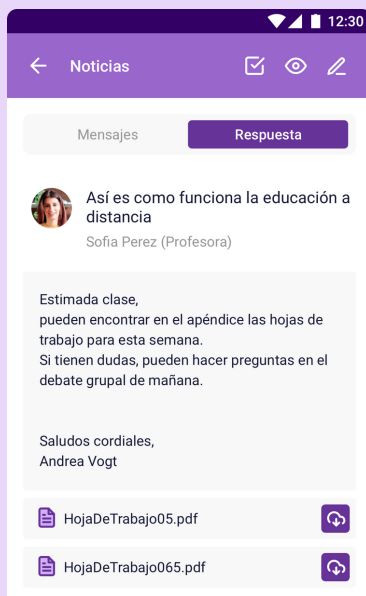 12:30
Noticias
Mensajes
Respuesta
Así es como funciona la educación a
distancia
Sofia Perez (Profesora)
Estimada clase,
pueden encontrar en el apéndice las hojas de
trabajo para esta semana.
Si tienen dudas, pueden hacer preguntas en el
debate grupal de mañana.
Saludos cordiales,
Andrea Vogt
HojaDeTrabajo05.pdf
HojaDeTrabajo065.pdf